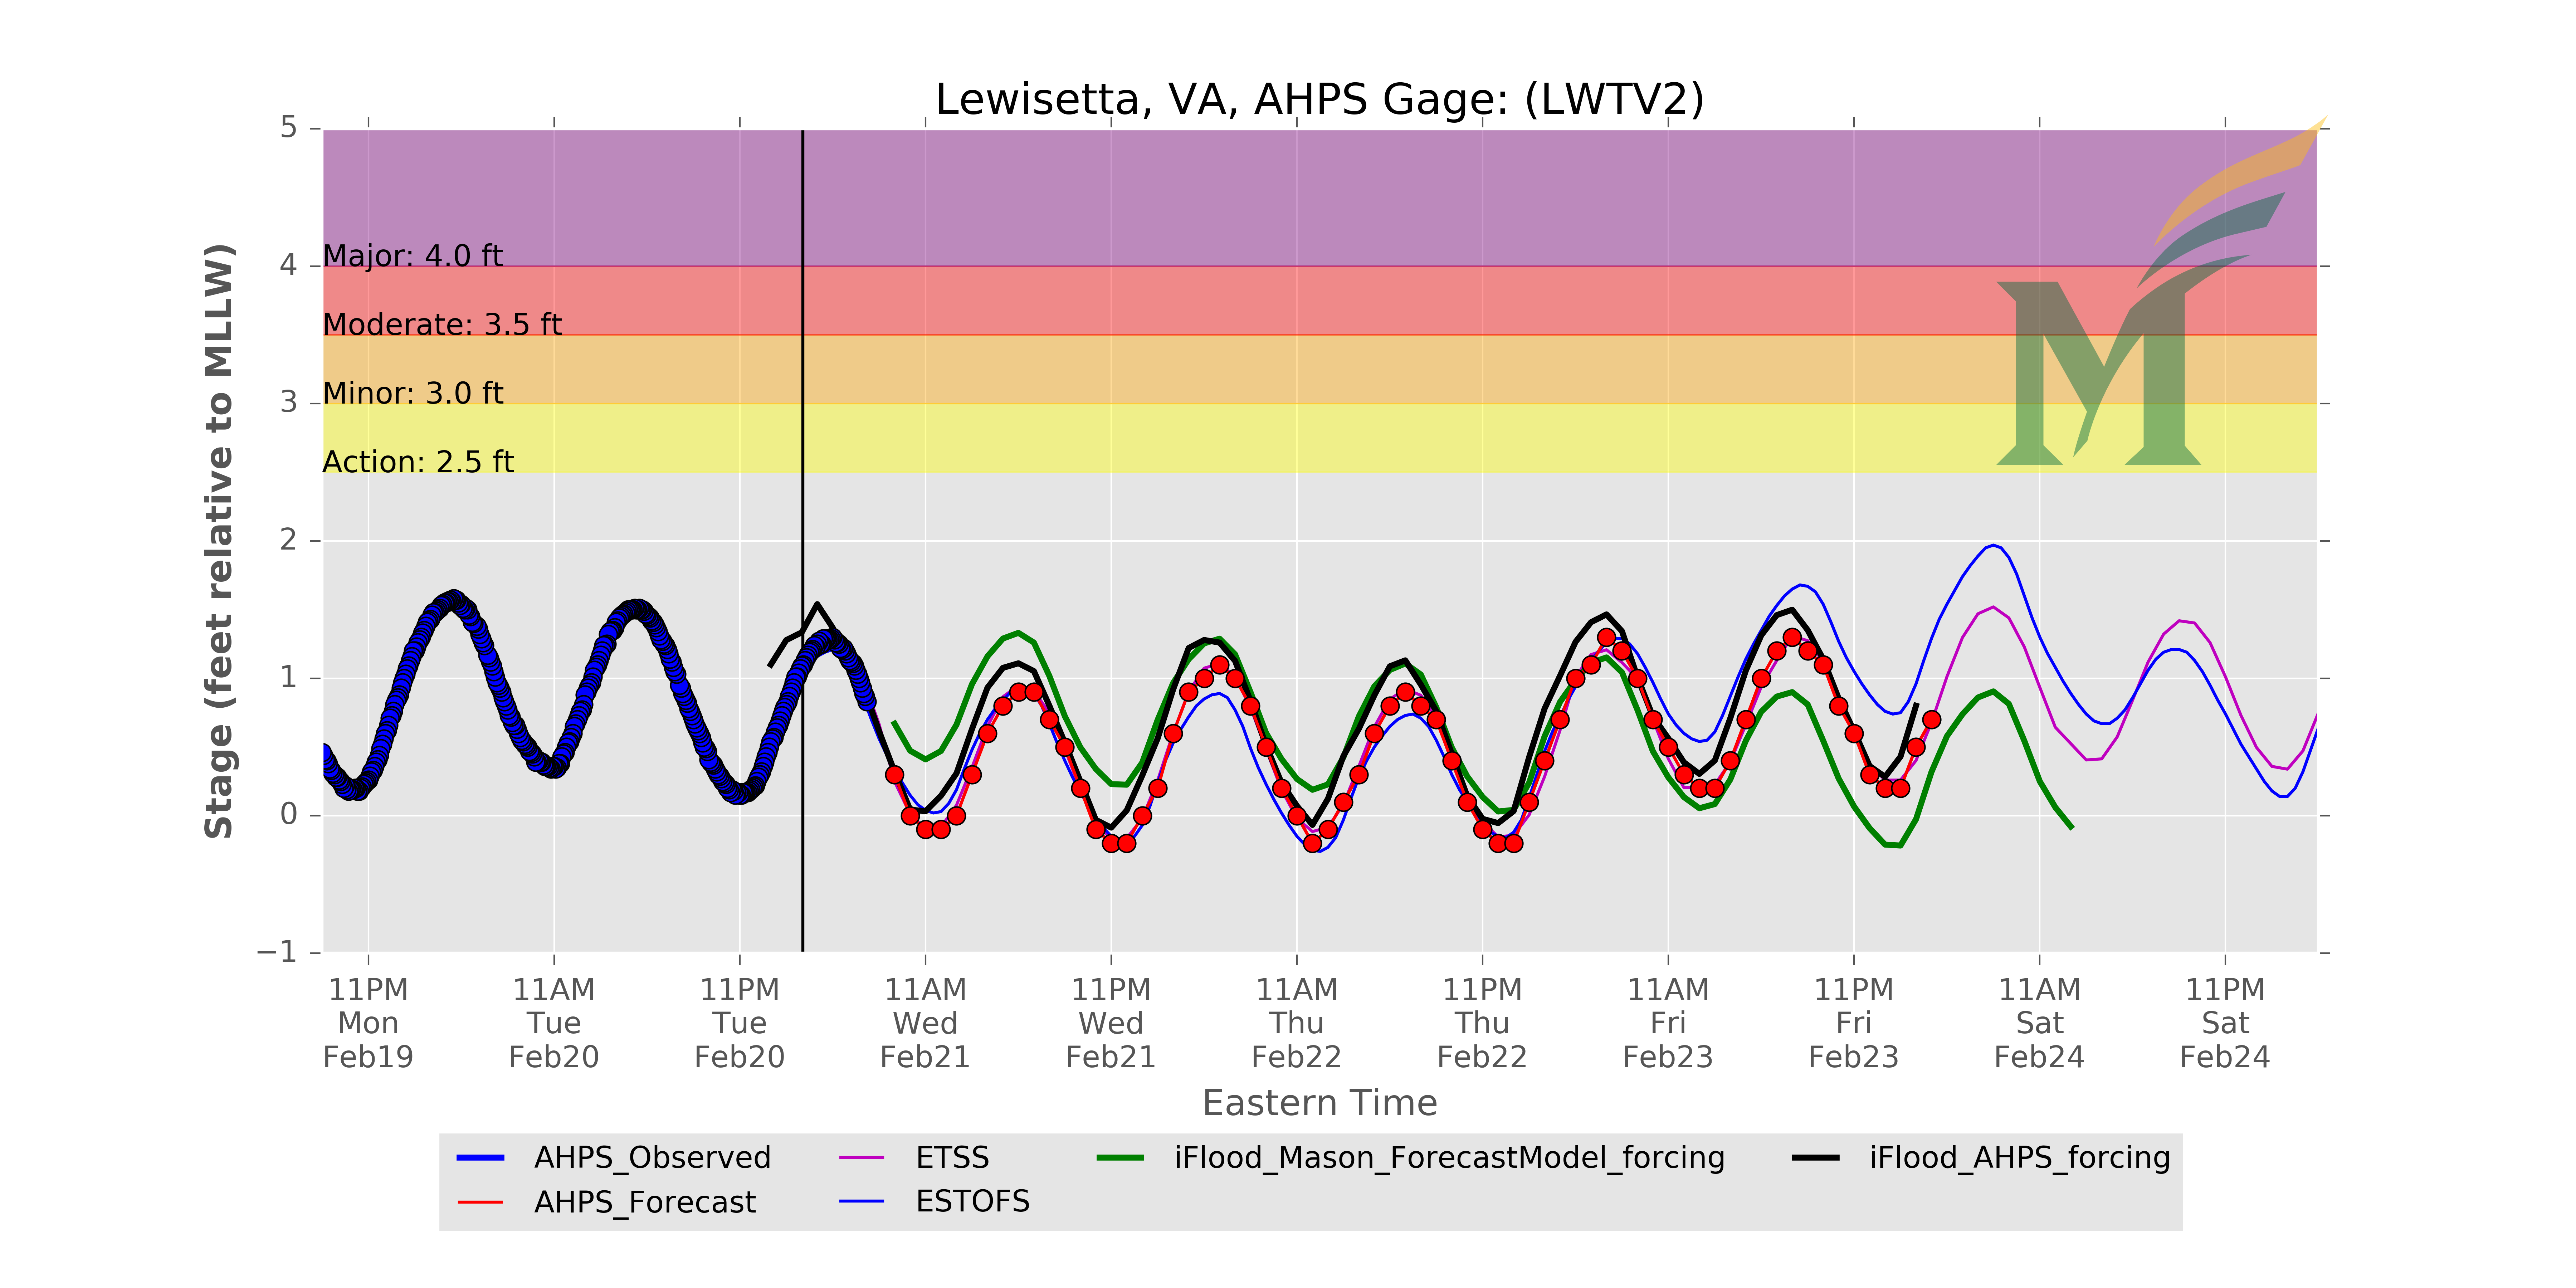 Lewisetta, VA, AHPS Gage: (LWTV2)
Stage (feet relative to MLLW)
5
4
3
2
1
0
−1
Major: 4.0 ft
Moderate: 3.5 ft
Minor: 3.0 ft
Action: 2.5 ft
11PM Mon Feb19
11AM Tue Feb20
11PM Tue Feb20
11AM Wed Feb21
11PM Wed Feb21
11AM Thu Feb22
11PM Thu Feb22
11AM Fri Feb23
11PM Fri Feb23
11AM Sat Feb24
11PM Sat Feb24
Eastern Time
AHPS_Observed
AHPS_Forecast
ETSS
ESTOFS
iFlood_Mason_ForecastModel_forcing
iFlood_AHPS_forcing
M